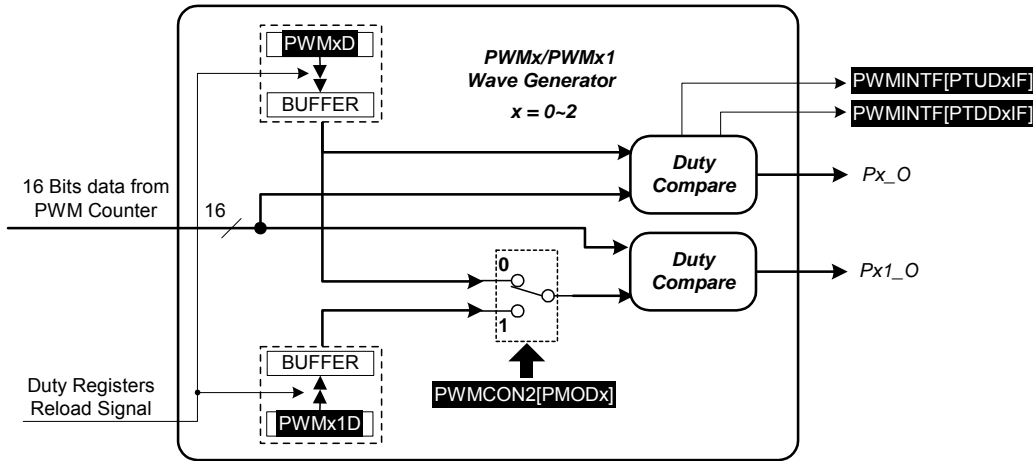 PWMxD
BUFFER
PWMx/PWMx1
Wave Generator
x = 0~2
PWMINTF[PTUDxIF]
PWMINTF[PTDDxIF]
Duty
Compare
Px_O
16 Bits data from
PWM Counter
16
0
1
Duty
Compare
Px1_O
BUFFER
PWMx1D
Duty Registers
Reload Signal
PWMCON2[PMODx]